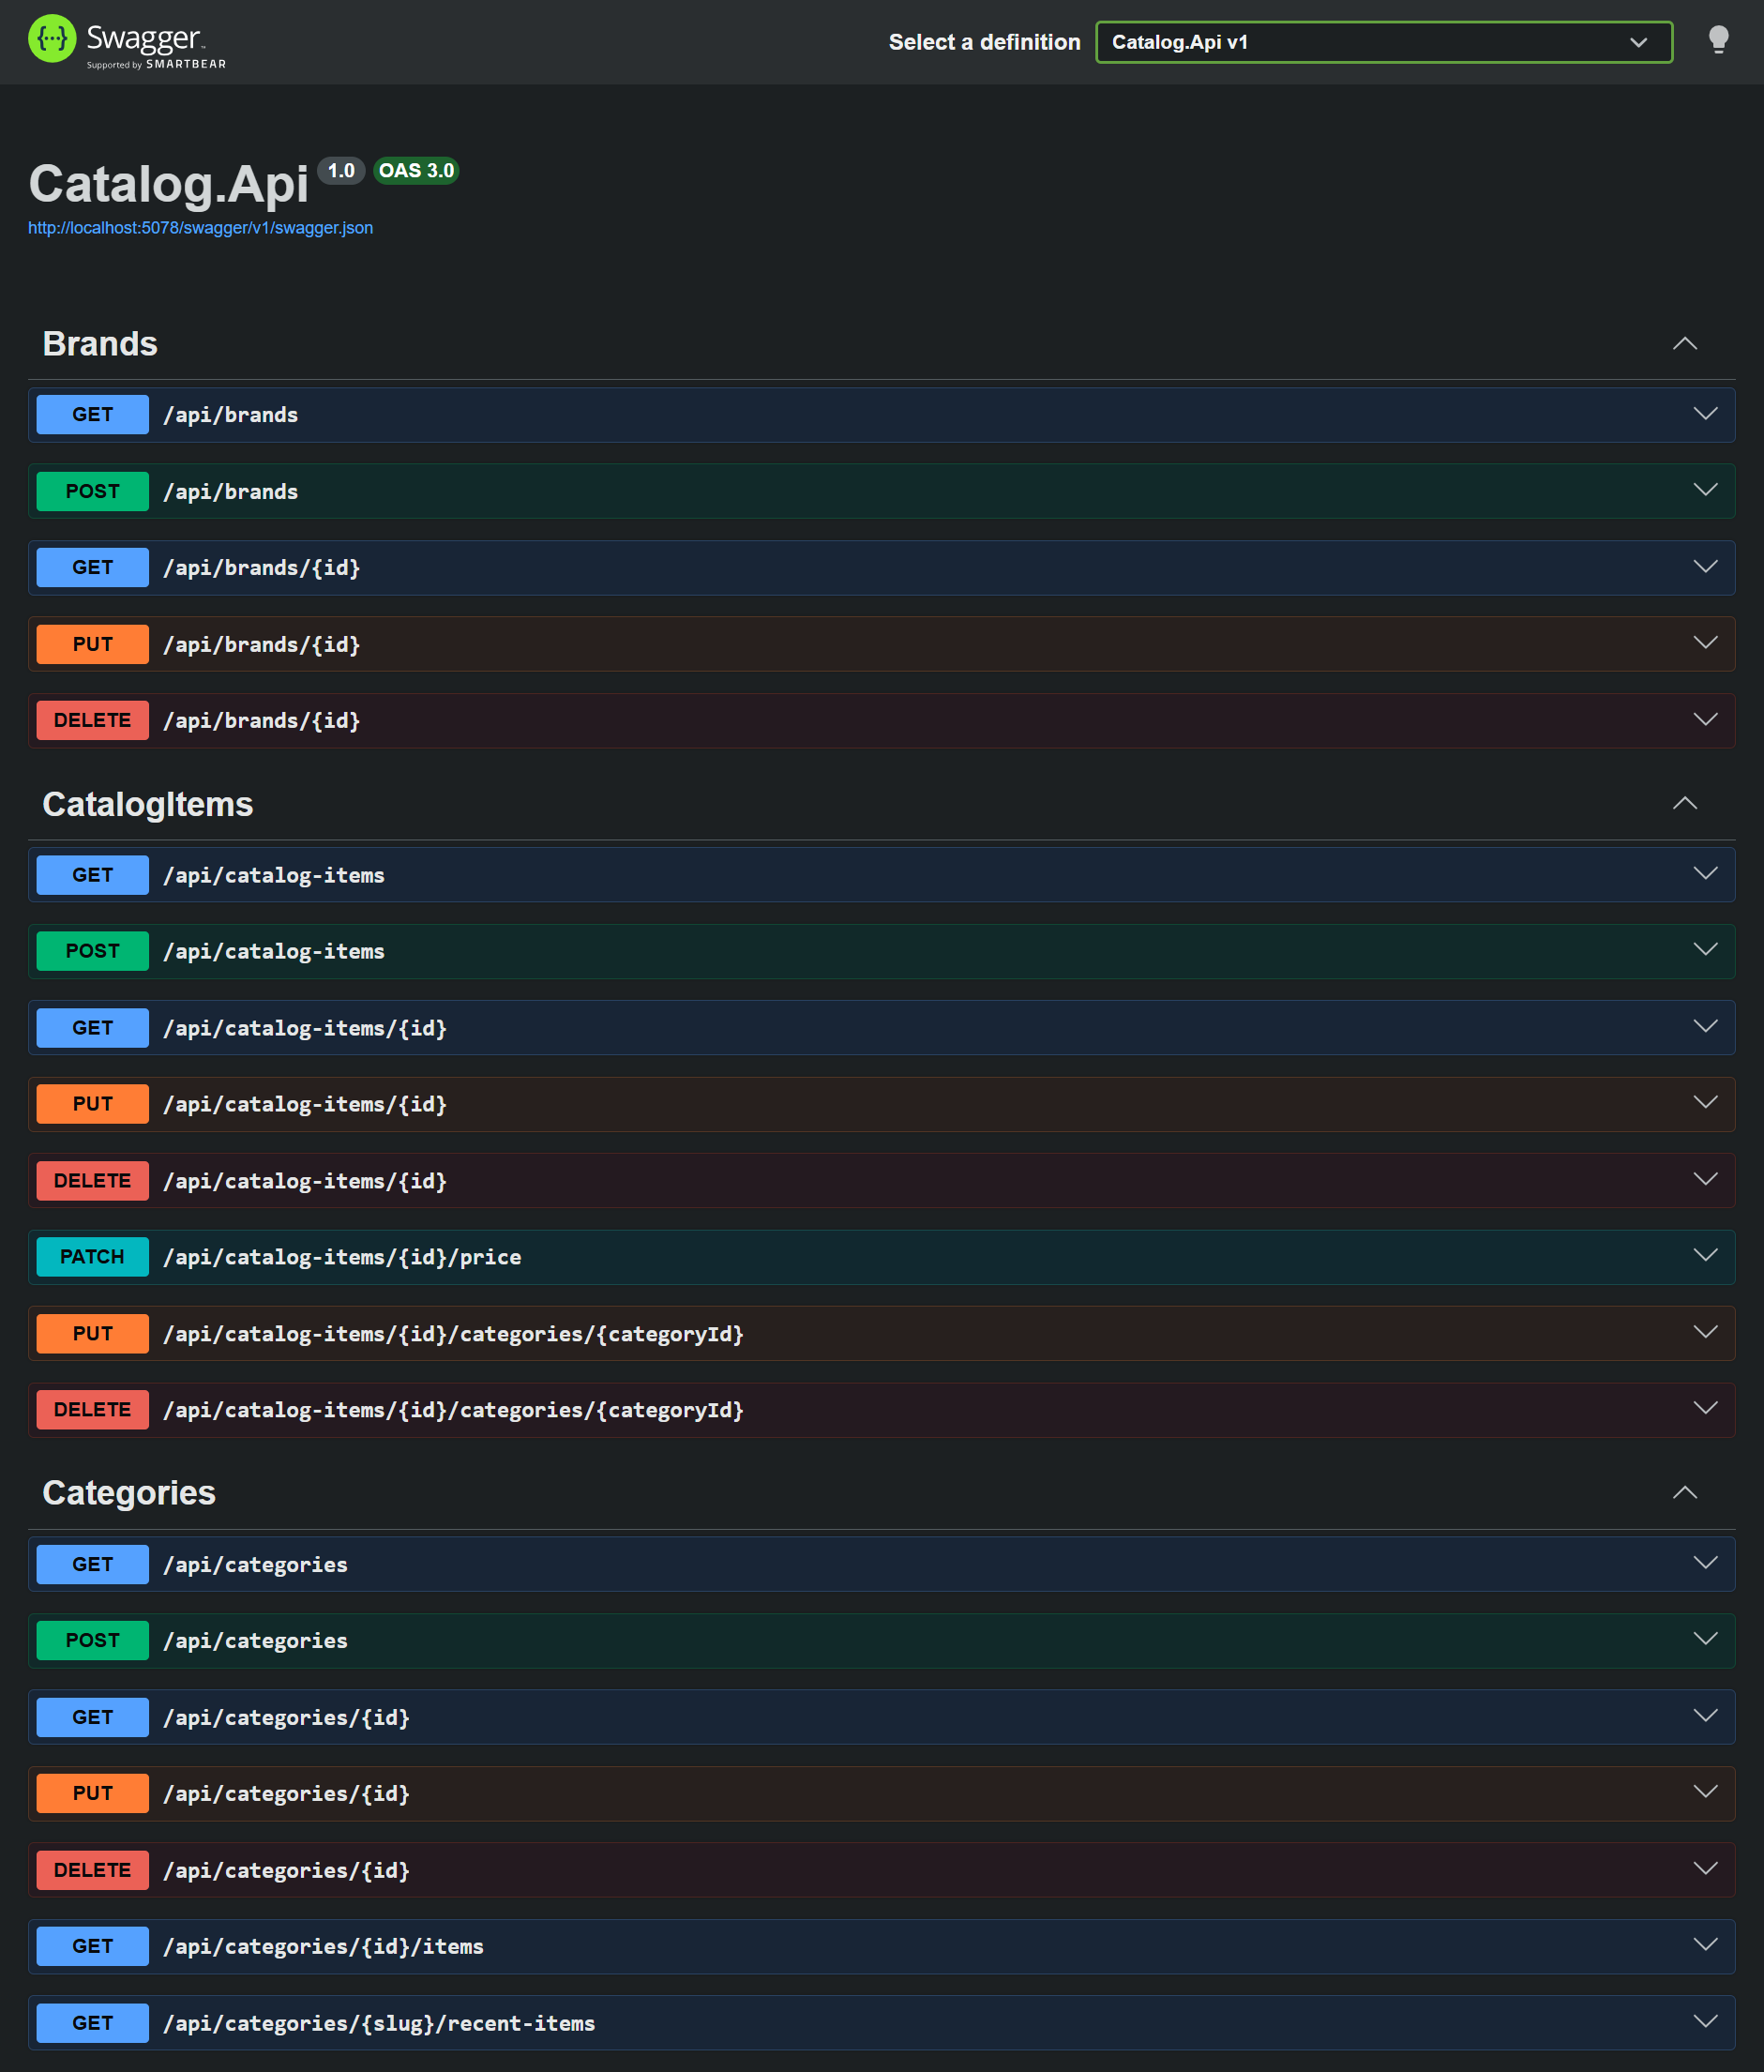 Swagger™
Supported by SMARTBEAR
Select a definition
Catalog.Api v1
Catalog.Api 1.0 OAS 3.0
http://localhost:5078/swagger/v1/swagger.json
Brands
GET /api/brands
POST /api/brands
GET /api/brands/{id}
PUT /api/brands/{id}
DELETE /api/brands/{id}
CatalogItems
GET /api/catalog-items
POST /api/catalog-items
GET /api/catalog-items/{id}
PUT /api/catalog-items/{id}
DELETE /api/catalog-items/{id}
PATCH /api/catalog-items/{id}/price
PUT /api/catalog-items/{id}/categories/{categoryId}
DELETE /api/catalog-items/{id}/categories/{categoryId}
Categories
GET /api/categories
POST /api/categories
GET /api/categories/{id}
PUT /api/categories/{id}
DELETE /api/categories/{id}
GET /api/categories/{id}/items
GET /api/categories/{slug}/recent-items